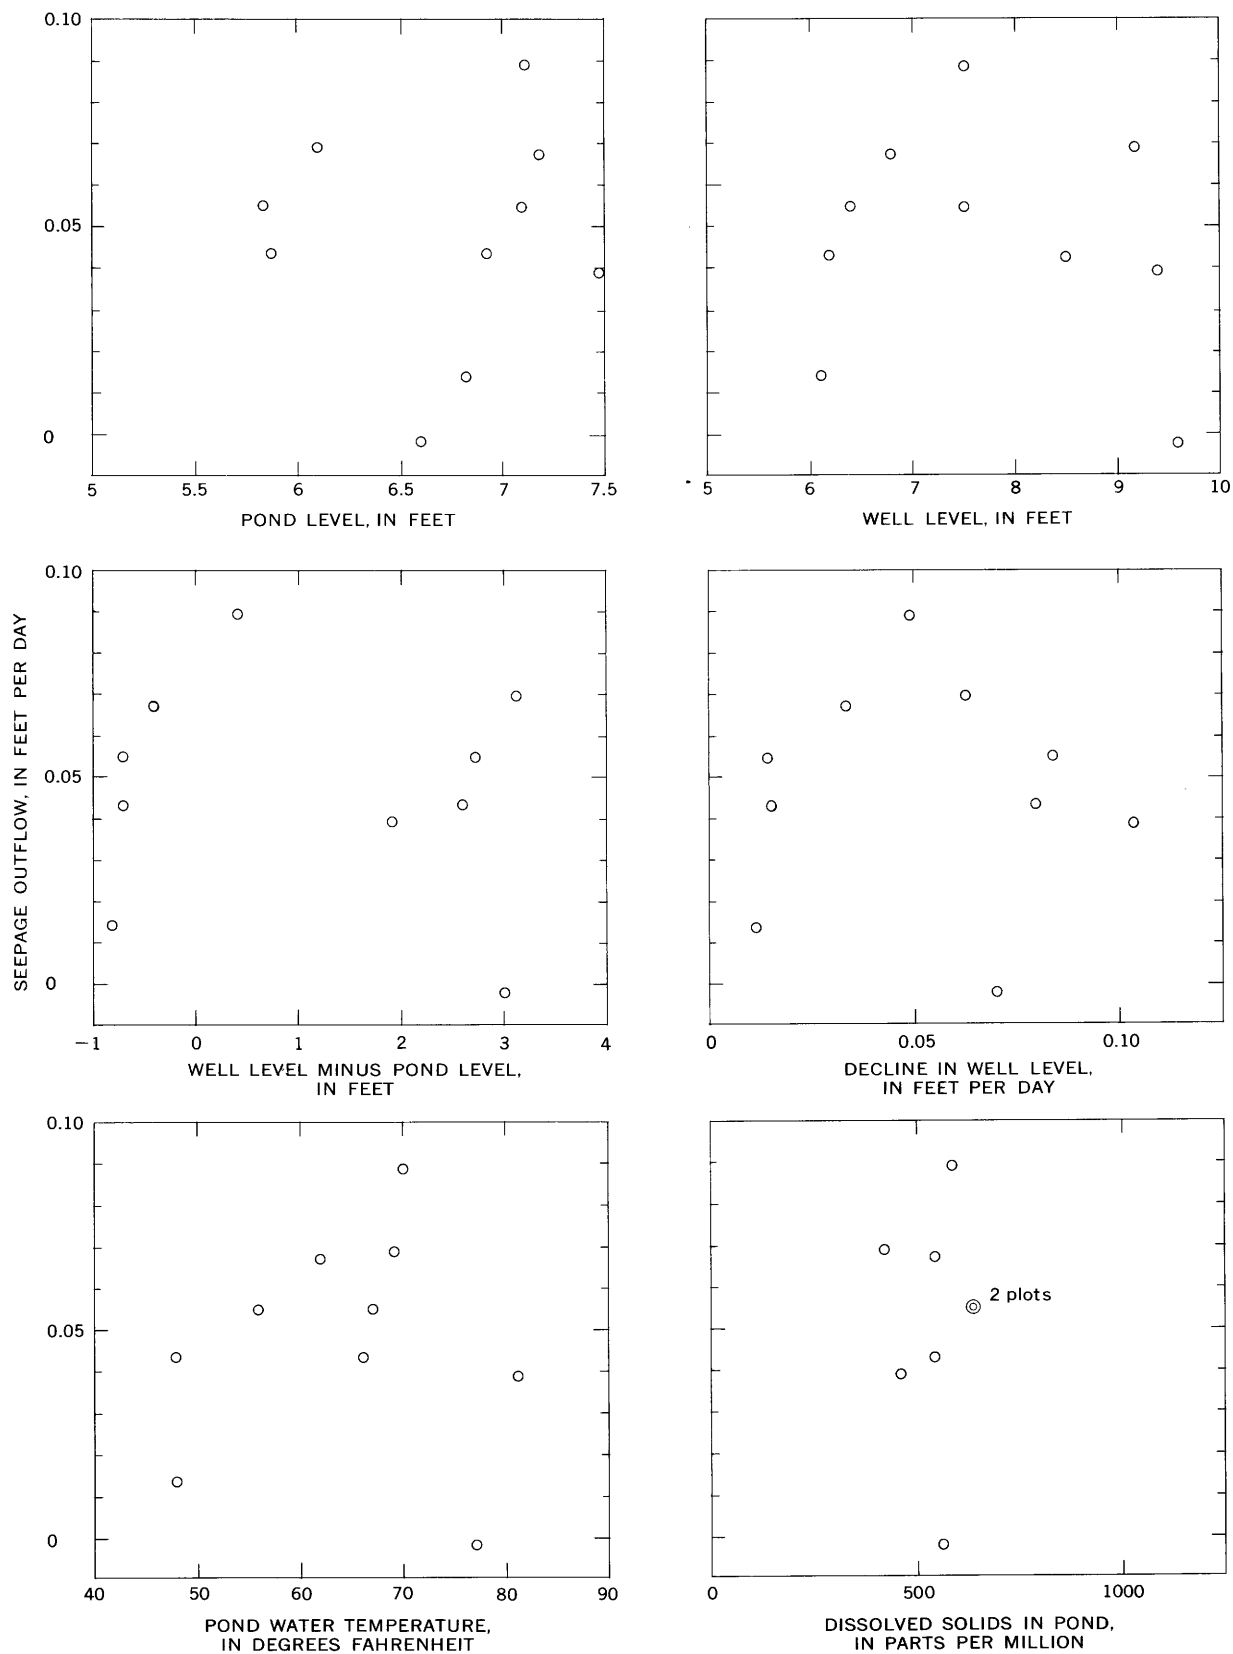 0.10
0.05
0
5 5.5 6 6.5 7 7.5
POND LEVEL, IN FEET
5 6 7 8 9 10
WELL LEVEL, IN FEET
SEEPAGE OUTFLOW, IN FEET PER DAY
0.10
0.05
0
−1 0 1 2 3 4
WELL LEVEL MINUS POND LEVEL,
IN FEET
0 0.05 0.10
DECLINE IN WELL LEVEL,
IN FEET PER DAY
0.10
0.05
0
40 50 60 70 80 90
POND WATER TEMPERATURE,
IN DEGREES FAHRENHEIT
2 plots
0 500 1000
DISSOLVED SOLIDS IN POND,
IN PARTS PER MILLION